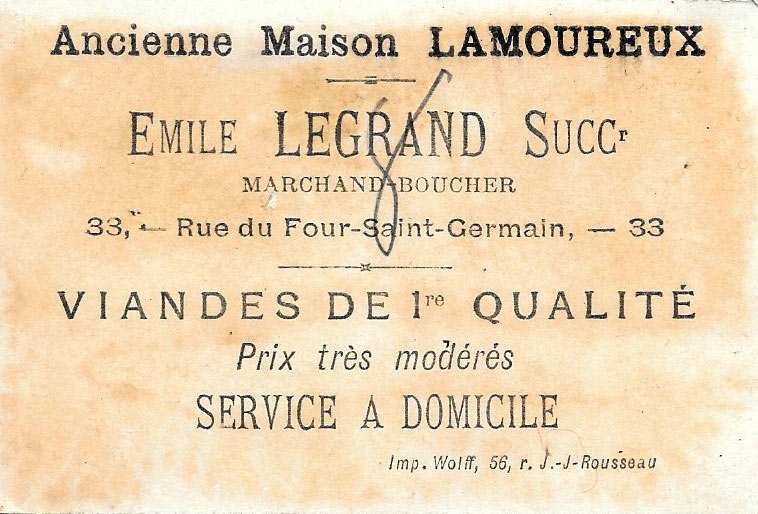 Ancienne Maison LAMOUREUX
EMILE LEGRAND SUCCr
MARCHAND-BOUCHER
33, — Rue du Four-Saint-Germain, — 33
VIANDES DE 1re QUALITÉ
Prix très modérés
SERVICE A DOMICILE
Imp. Wolff, 56, r. J.-J-Rousseau